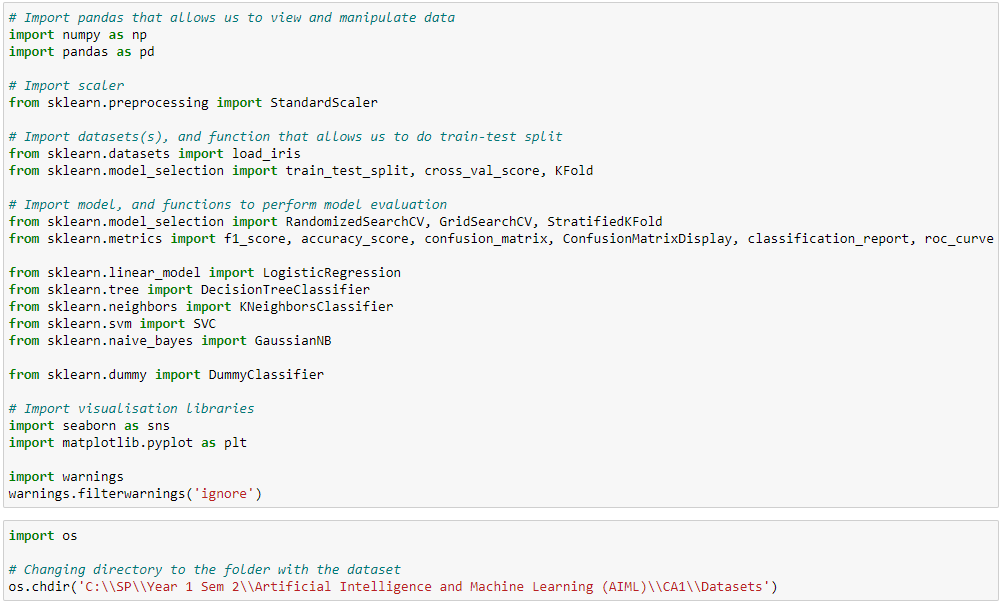 # Import pandas that allows us to view and manipulate data
import numpy as np
import pandas as pd
# Import scaler
from sklearn.preprocessing import StandardScaler
# Import datasets(s), and function that allows us to do train-test split
from sklearn.datasets import load_iris
from sklearn.model_selection import train_test_split, cross_val_score, KFold
# Import model, and functions to perform model evaluation
from sklearn.model_selection import RandomizedSearchCV, GridSearchCV, StratifiedKFold
from sklearn.metrics import f1_score, accuracy_score, confusion_matrix, ConfusionMatrixDisplay, classification_report, roc_curve
from sklearn.linear_model import LogisticRegression
from sklearn.tree import DecisionTreeClassifier
from sklearn.neighbors import KNeighborsClassifier
from sklearn.svm import SVC
from sklearn.naive_bayes import GaussianNB
from sklearn.dummy import DummyClassifier
# Import visualisation libraries
import seaborn as sns
import matplotlib.pyplot as plt
import warnings
warnings.filterwarnings('ignore')
import os
# Changing directory to the folder with the dataset
os.chdir('C:\\SP\\Year 1 Sem 2\\Artificial Intelligence and Machine Learning (AIML)\\CA1\\Datasets')